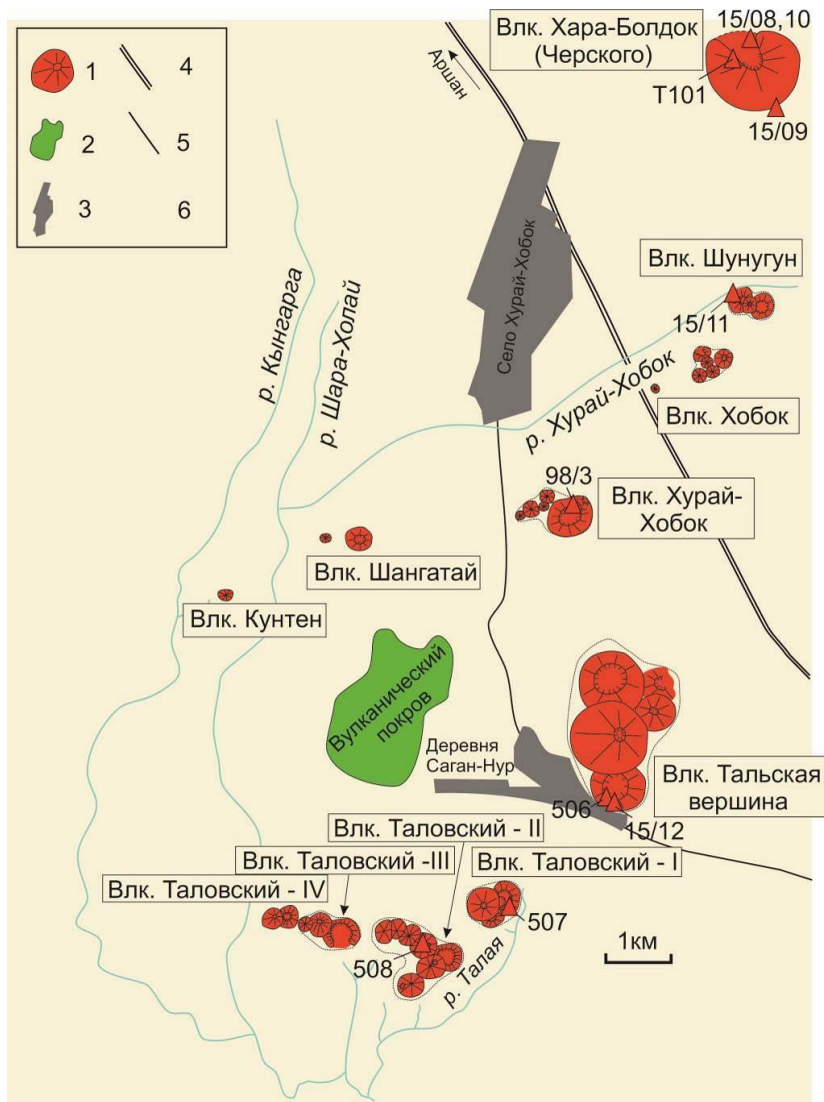 15/08,10
Влк. Хара-Болдок
(Черского)
Аршан
T101
15/09
1
4
2
5
3
6
Влк. Шунугун
15/11
р. Кынгарга
р. Шара-Холай
Село Хурай-Хобок
р. Хурай-Хобок
Влк. Хобок
98/3
Влк. Хурай-
Хобок
Влк. Шангатай
Влк. Кунтен
Вулканический
покров
Деревня
Саган-Нур
Влк. Тальская
вершина
506
15/12
Влк. Таловский - II
Влк. Таловский -III
Влк. Таловский - I
Влк. Таловский - IV
507
508
р. Талая
1км